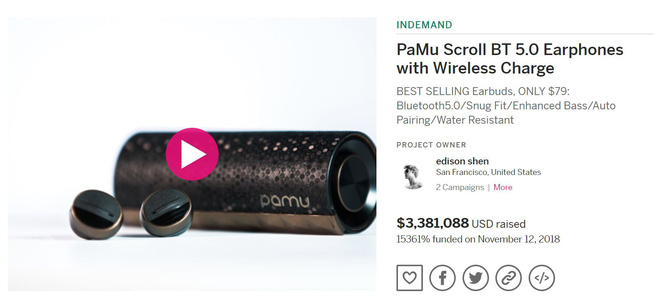 INDEMAND
PaMu Scroll BT 5.0 Earphones
with Wireless Charge
BEST SELLING Earbuds, ONLY $79:
Bluetooth5.0/Snug Fit/Enhanced Bass/Auto
Pairing/Water Resistant
PROJECT OWNER
edison shen
San Francisco, United States
2 Campaigns | More
$3,381,088 USD raised
15361% funded on November 12, 2018
pamu